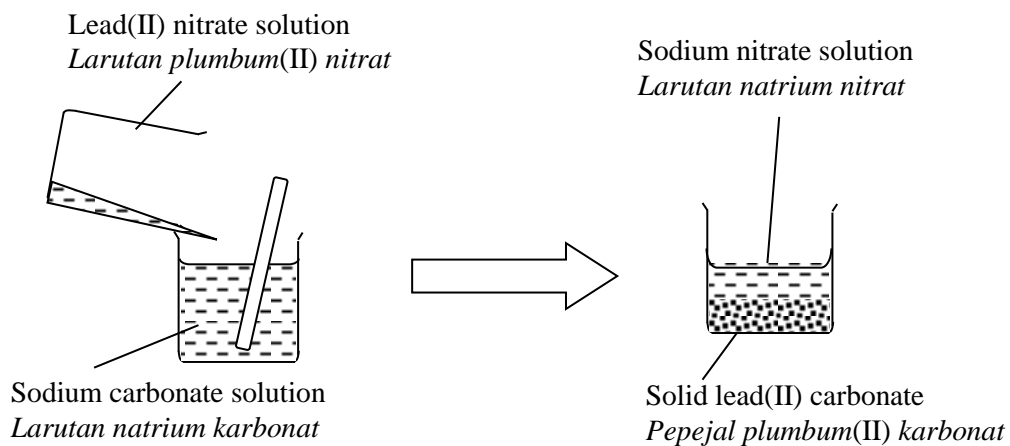 Lead(II) nitrate solution
Larutan plumbum(II) nitrat
Sodium nitrate solution
Larutan natrium nitrat
Sodium carbonate solution
Larutan natrium karbonat
Solid lead(II) carbonate
Pepejal plumbum(II) karbonat